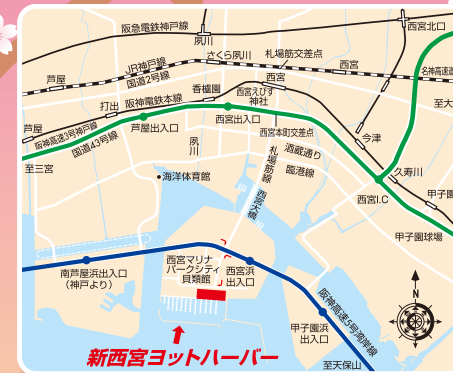 阪急電鉄神戸線
夙川
西宮北口
さくら夙川
札場筋交差点
JR神戸線
国道2号線
芦屋
西宮
名神高速道
香櫨園
西宮
打出
阪神電鉄本線
西宮えびす
神社
至大
芦屋
阪神高速3号神戸線
国道43号線
芦屋出入口
西宮出入口
西宮本町交差点
今津
至三宮
夙川
札場筋線
酒蔵通り
臨港線
久寿川
海洋体育館
西宮大橋
西宮I.C
甲子園
甲子園球場
西宮マリナ
パークシティ
貝類館
西宮浜
出入口
南芦屋浜出入口
(神戸より)
N
阪神高速5号湾岸線
甲子園浜
出入口
新西宮ヨットハーバー
至天保山